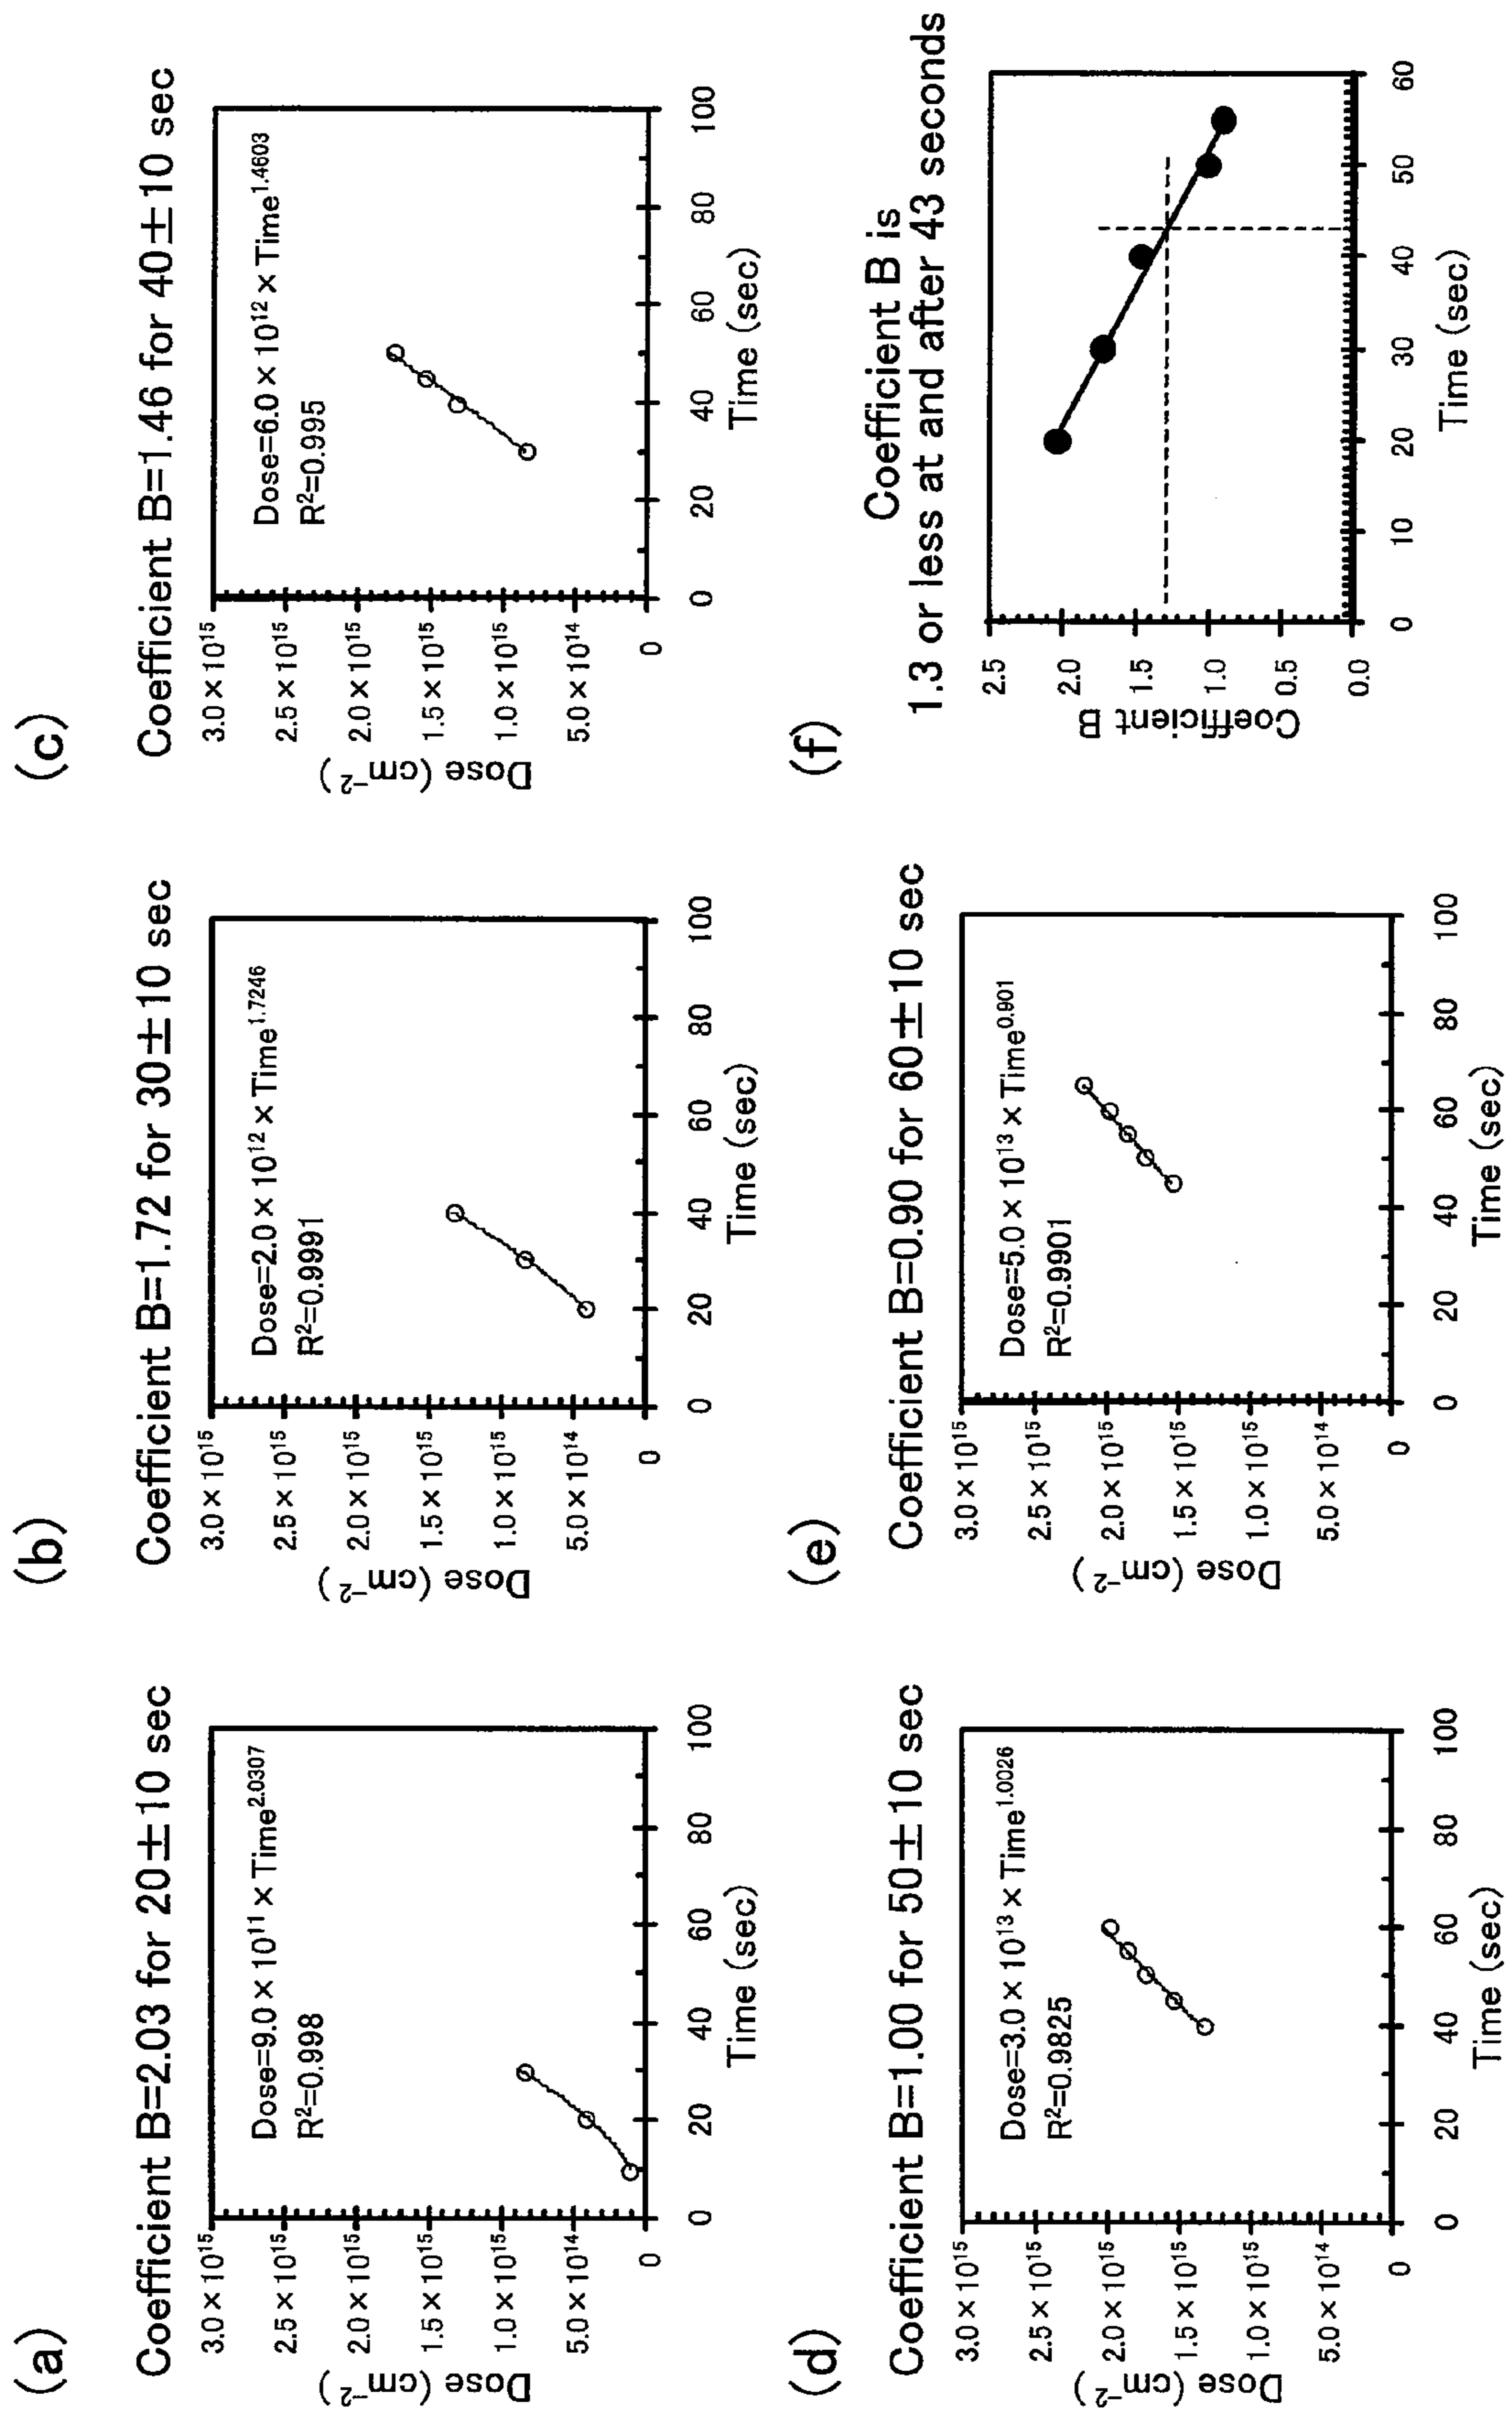 (a)
Coefficient B=2.03 for 20±10 sec
Dose (cm⁻²)
3.0×10¹⁵
2.5×10¹⁵
2.0×10¹⁵
1.5×10¹⁵
1.0×10¹⁵
5.0×10¹⁴
0
Dose=9.0×10¹¹×Time²·⁰³⁰⁷
R²=0.998
0 20 40 60 80 100
Time (sec)
(b)
Coefficient B=1.72 for 30±10 sec
Dose (cm⁻²)
3.0×10¹⁵
2.5×10¹⁵
2.0×10¹⁵
1.5×10¹⁵
1.0×10¹⁵
5.0×10¹⁴
0
Dose=2.0×10¹²×Time¹·⁷²⁴⁶
R²=0.9991
0 20 40 60 80 100
Time (sec)
(c)
Coefficient B=1.46 for 40±10 sec
Dose (cm⁻²)
3.0×10¹⁵
2.5×10¹⁵
2.0×10¹⁵
1.5×10¹⁵
1.0×10¹⁵
5.0×10¹⁴
0
Dose=6.0×10¹²×Time¹·⁴⁶⁰³
R²=0.995
0 20 40 60 80 100
Time (sec)
(d)
Coefficient B=1.00 for 50±10 sec
Dose (cm⁻²)
3.0×10¹⁵
2.5×10¹⁵
2.0×10¹⁵
1.5×10¹⁵
1.0×10¹⁵
5.0×10¹⁴
0
Dose=3.0×10¹³×Time¹·⁰⁰²⁶
R²=0.9825
0 20 40 60 80 100
Time (sec)
(e)
Coefficient B=0.90 for 60±10 sec
Dose (cm⁻²)
3.0×10¹⁵
2.5×10¹⁵
2.0×10¹⁵
1.5×10¹⁵
1.0×10¹⁵
5.0×10¹⁴
0
Dose=5.0×10¹³×Time⁰·⁹⁰¹
R²=0.9901
0 20 40 60 80 100
Time (sec)
(f)
Coefficient B is
1.3 or less at and after 43 seconds
Coefficient B
2.5
2.0
1.5
1.0
0.5
0.0
0 10 20 30 40 50 60
Time (sec)